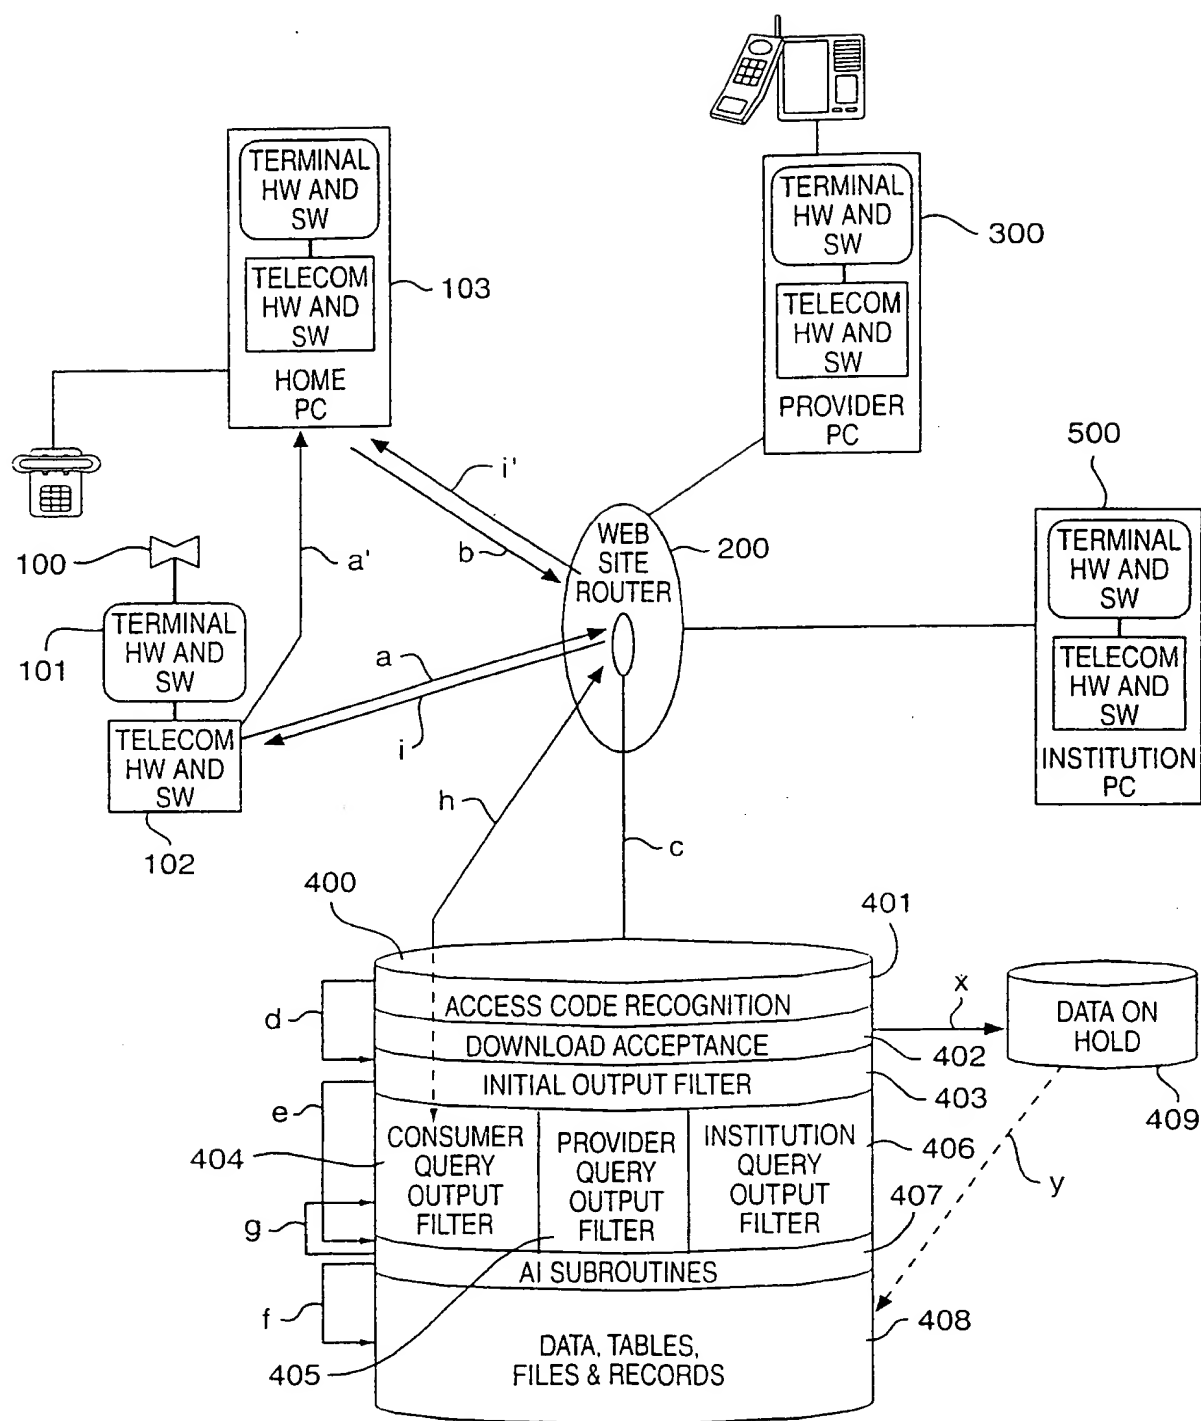 TERMINAL
HW AND
SW
TELECOM
HW AND
SW
HOME
PC
103
TERMINAL
HW AND
SW
TELECOM
HW AND
SW
PROVIDER
PC
300
500
TERMINAL
HW AND
SW
TELECOM
HW AND
SW
INSTITUTION
PC
i'
b
WEB
SITE
ROUTER
200
100
a'
101
TERMINAL
HW AND
SW
TELECOM
HW AND
SW
102
a
i
h
c
400
401
ACCESS CODE RECOGNITION
d
DOWNLOAD ACCEPTANCE
402
x
DATA ON
HOLD
409
INITIAL OUTPUT FILTER
403
e
CONSUMER
QUERY
OUTPUT
FILTER
404
PROVIDER
QUERY
OUTPUT
FILTER
INSTITUTION
QUERY
OUTPUT
FILTER
406
407
y
g
AI SUBROUTINES
f
405
408
DATA, TABLES,
FILES & RECORDS